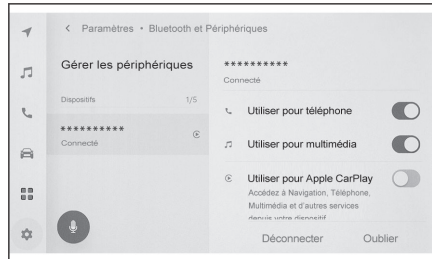 < Paramètres • Bluetooth et Périphériques
Gérer les périphériques
Dispositifs 1/5
**********
Connecté
**********
Connecté
Utiliser pour téléphone
Utiliser pour multimédia
Utiliser pour Apple CarPlay
Accédez à Navigation, Téléphone,
Multimédia et d'autres services
depuis votre dispositif
Déconnecter Oublier